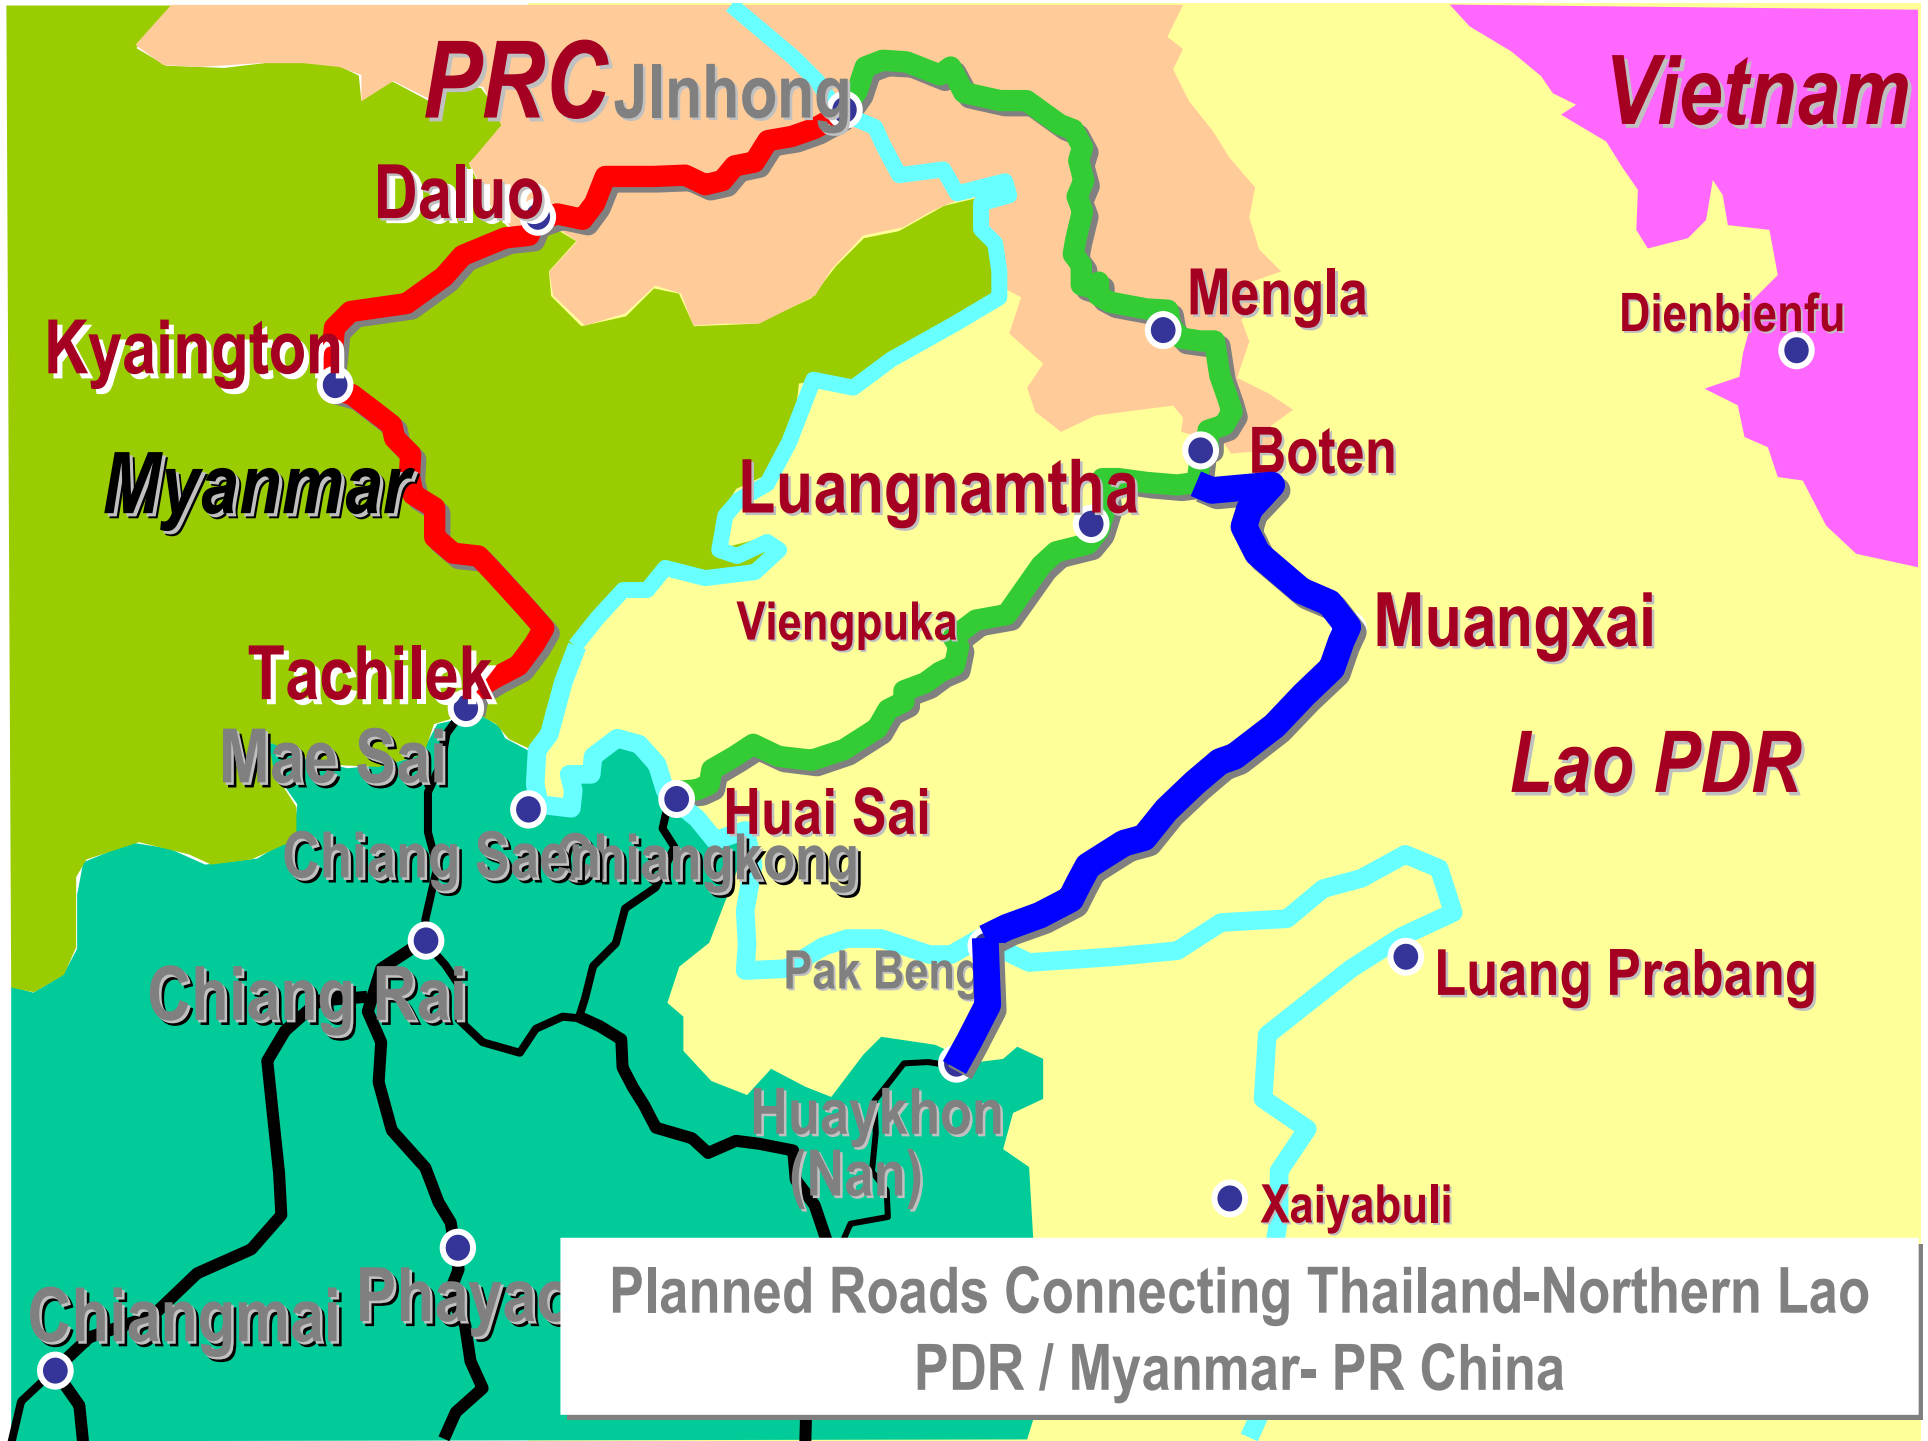 PRC
JInhong
Vietnam
Daluo
Mengla
Dienbienfu
Kyaington
Boten
Myanmar
Luangnamtha
Viengpuka
Muangxai
Tachilek
Mae Sai
Lao PDR
Huai Sai
Chiang Saen
Chiangkong
Pak Beng
Luang Prabang
Chiang Rai
Huaykhon
(Nan)
Xaiyabuli
Chiangmai
Phayao
Planned Roads Connecting Thailand-Northern Lao
PDR / Myanmar- PR China